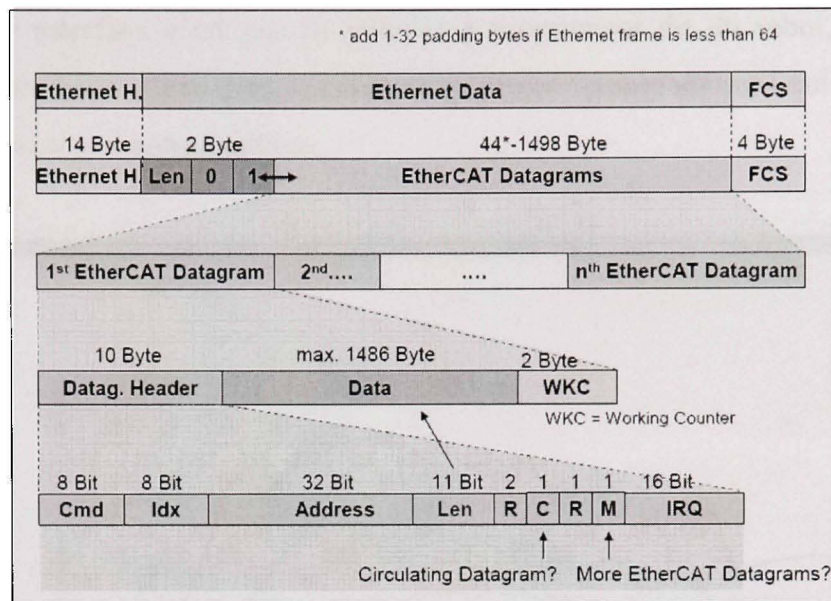 * add 1-32 padding bytes if Ethernet frame is less than 64
Ethernet H. Ethernet Data FCS
14 Byte 2 Byte 44*-1498 Byte 4 Byte
Ethernet H. Len 0 1 EtherCAT Datagrams FCS
1st EtherCAT Datagram 2nd.... .... nth EtherCAT Datagram
10 Byte max. 1486 Byte 2 Byte
Datag. Header Data WKC
WKC = Working Counter
8 Bit 8 Bit 32 Bit 11 Bit 2 1 1 1 16 Bit
Cmd Idx Address Len R C R M IRQ
Circulating Datagram? More EtherCAT Datagrams?